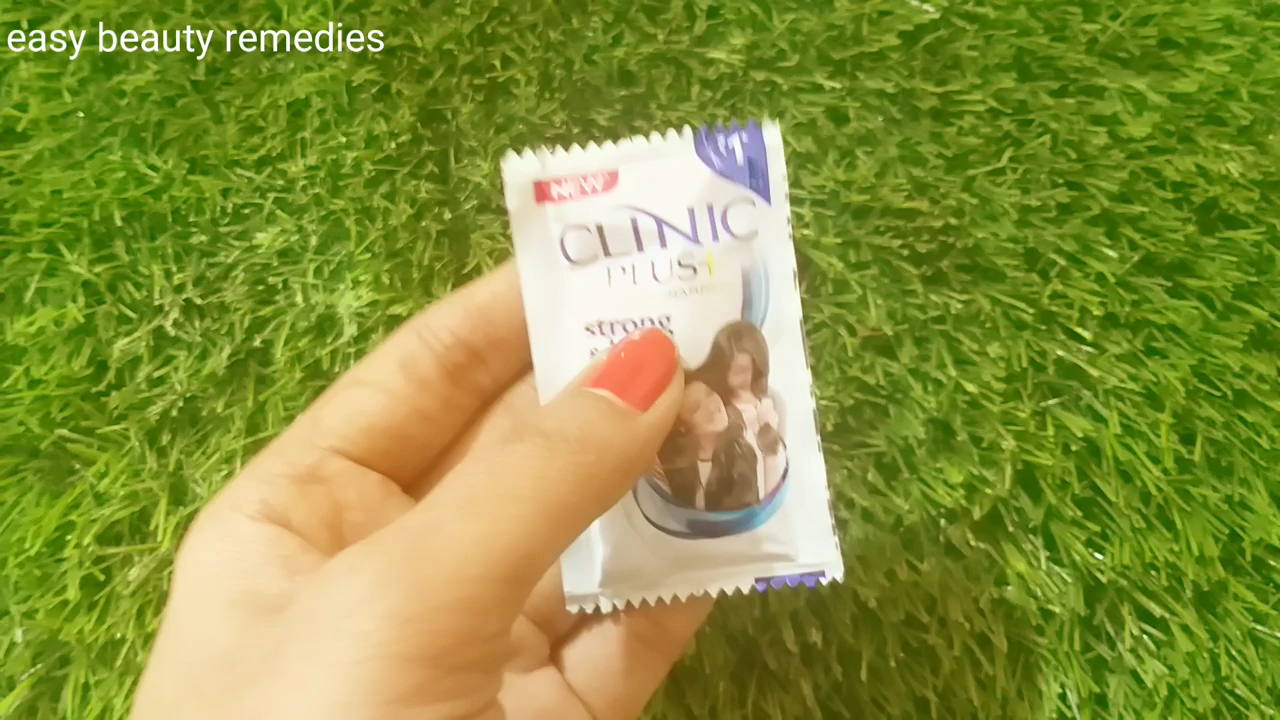 easy beauty remedies
₹1
NEW
CLINIC
PLUS+
strong